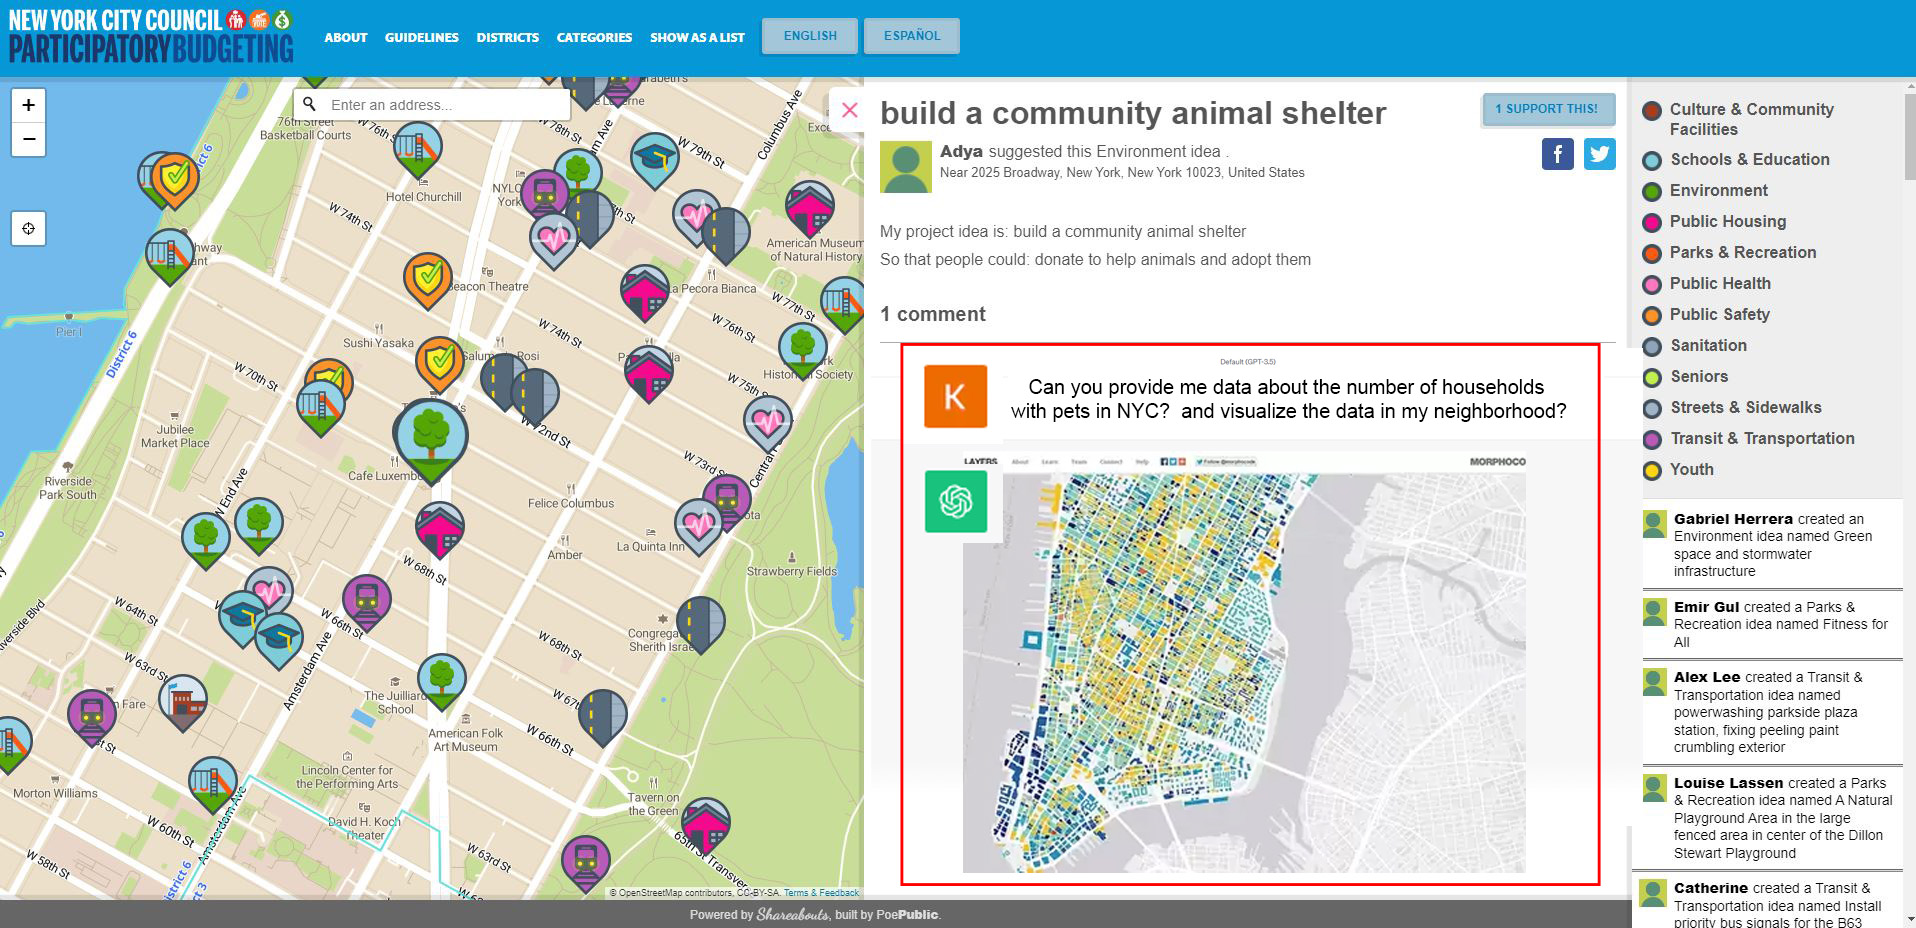 NEW YORK CITY COUNCIL
PARTICIPATORYBUDGETING
ABOUT
GUIDELINES
DISTRICTS
CATEGORIES
SHOW AS A LIST
ENGLISH
ESPAÑOL
+
−
Enter an address...
76th Street
Basketball Courts
W 76th St
W 78th St
W 79th St
Columbus Ave
Hotel Churchill
W 74th St
American Museum
of Natural History
Beacon Theatre
La Pecora Bianca
W 77th St
Pier I
District 6
W 74th St
W 76th St
Sushi Yasaka
W 70th St
W 75th St
Jubilee
Market Place
W 72nd St
W 73rd St
Cafe Luxembourg
Riverside
Park South
W End Ave
Felice Columbus
La Quinta Inn
Amber
W 68th St
Strawberry Fields
W 64th St
W 66th St
W 68th St
W 63rd St
Amsterdam Ave
The Juilliard
School
American Folk
Art Museum
W 66th St
Lincoln Center for
the Performing Arts
Morton Williams
David H. Koch
Theater
Tavern on
the Green
W 60th St
Amsterdam Ave
W 63rd St
W 58th St
© OpenStreetMap contributors, CC-BY-SA. Terms & Feedback
build a community animal shelter
1 SUPPORT THIS!
Adya suggested this Environment idea .
Near 2025 Broadway, New York, New York 10023, United States
My project idea is: build a community animal shelter
So that people could: donate to help animals and adopt them
1 comment
Default (GPT-3.5)
K
Can you provide me data about the number of households
with pets in NYC? and visualize the data in my neighborhood?
LAYERS
About
Learn
Team
Connect
Help
Follow @morphocode
MORPHOCO
Culture & Community
Facilities
Schools & Education
Environment
Public Housing
Parks & Recreation
Public Health
Public Safety
Sanitation
Seniors
Streets & Sidewalks
Transit & Transportation
Youth
Gabriel Herrera created an
Environment idea named Green
space and stormwater
infrastructure
Emir Gul created a Parks &
Recreation idea named Fitness for
All
Alex Lee created a Transit &
Transportation idea named
powerwashing parkside plaza
station, fixing peeling paint
crumbling exterior
Louise Lassen created a Parks
& Recreation idea named A Natural
Playground Area in the large
fenced area in center of the Dillon
Stewart Playground
Catherine created a Transit &
Transportation idea named Install
priority bus signals for the B63
Powered by Shareabouts, built by PoePublic.